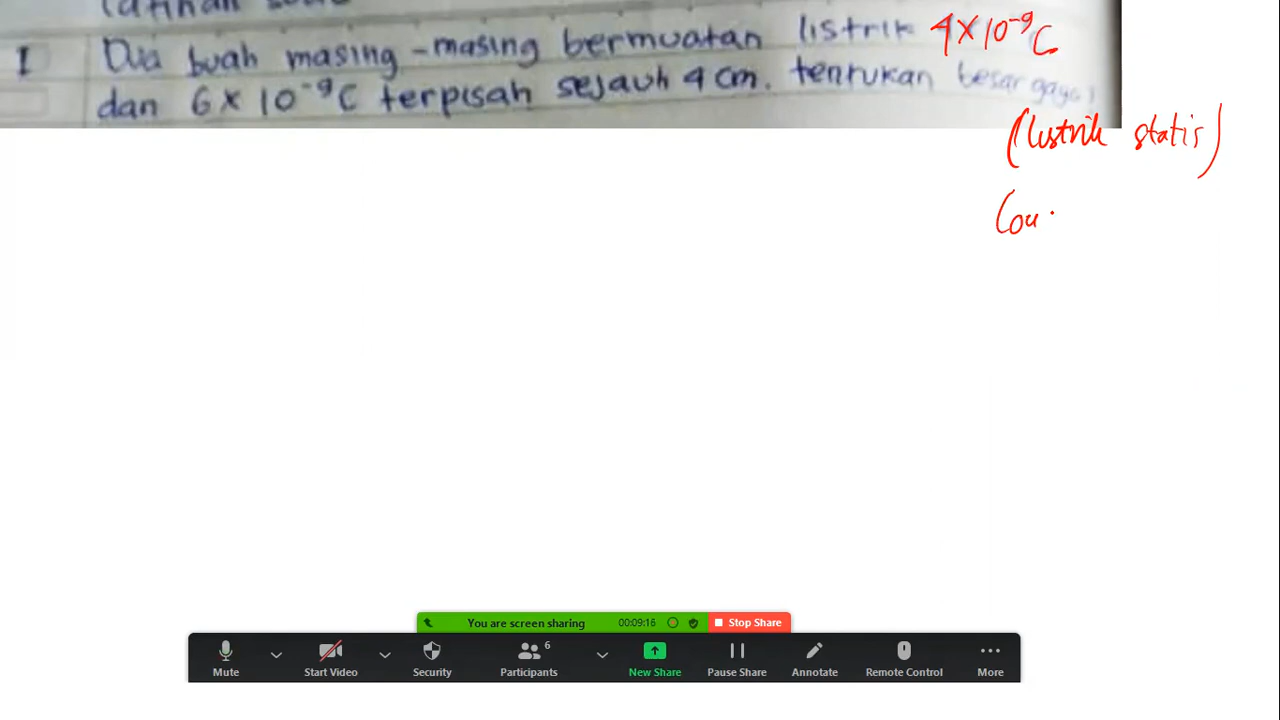 latihan soal
1 Dua buah masing-masing bermuatan listrik 4×10⁻⁹C
dan 6 × 10⁻⁹C terpisah sejauh 4 cm. tentukan besar gaya!
(listrik statis)
Cou
You are screen sharing 00:09:16 Stop Share
Mute Start Video Security Participants 6 New Share Pause Share Annotate Remote Control More